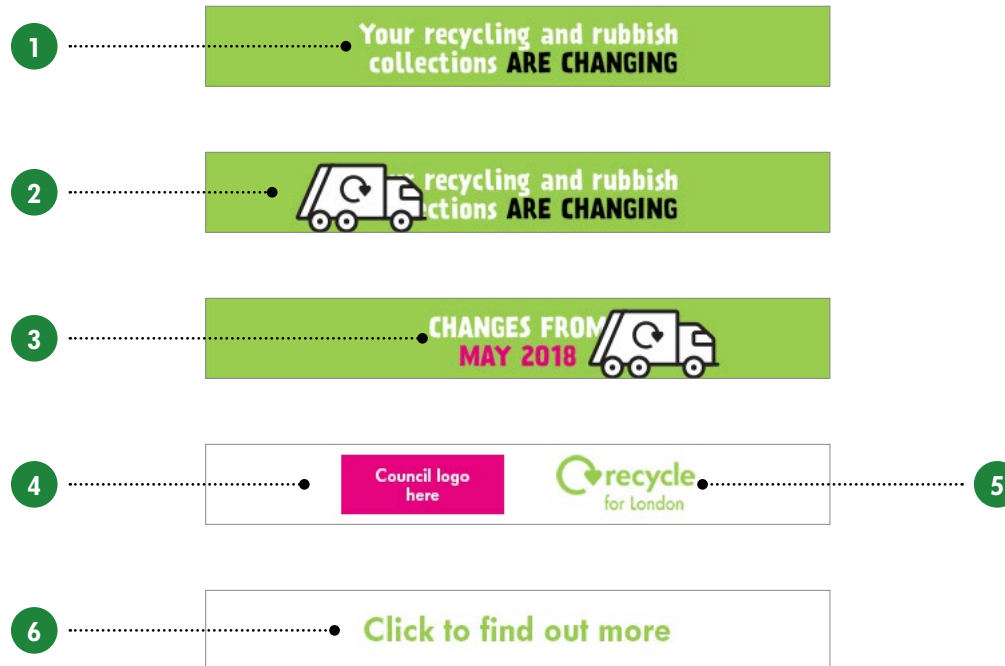 1
Your recycling and rubbish
collections ARE CHANGING
2
recycling and rubbish
ARE CHANGING
3
CHANGES FROM
MAY 2018
4
Council logo
here
recycle
for London
5
6
Click to find out more